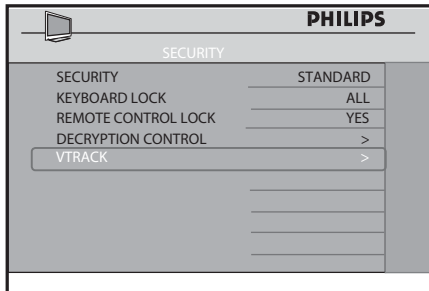 PHILIPS
SECURITY
SECURITY STANDARD
KEYBOARD LOCK ALL
REMOTE CONTROL LOCK YES
DECRYPTION CONTROL >
VTRACK >